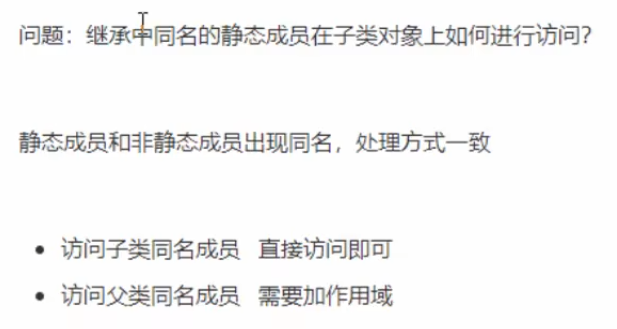 问题：继承中同名的静态成员在子类对象上如何进行访问？
静态成员和非静态成员出现同名，处理方式一致
• 访问子类同名成员 直接访问即可
• 访问父类同名成员 需要加作用域